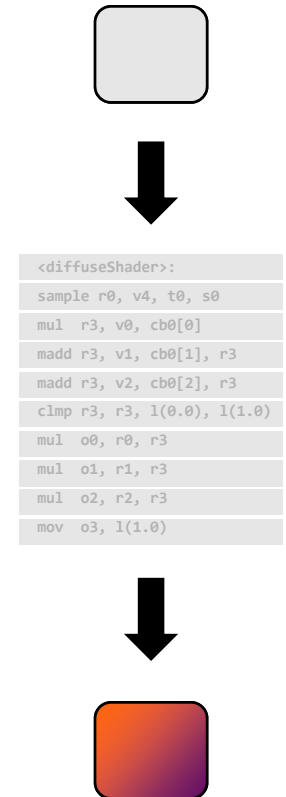 <diffuseShader>:
sample r0, v4, t0, s0
mul  r3, v0, cb0[0]
madd r3, v1, cb0[1], r3
madd r3, v2, cb0[2], r3
clmp r3, r3, l(0.0), l(1.0)
mul  o0, r0, r3
mul  o1, r1, r3
mul  o2, r2, r3
mov  o3, l(1.0)